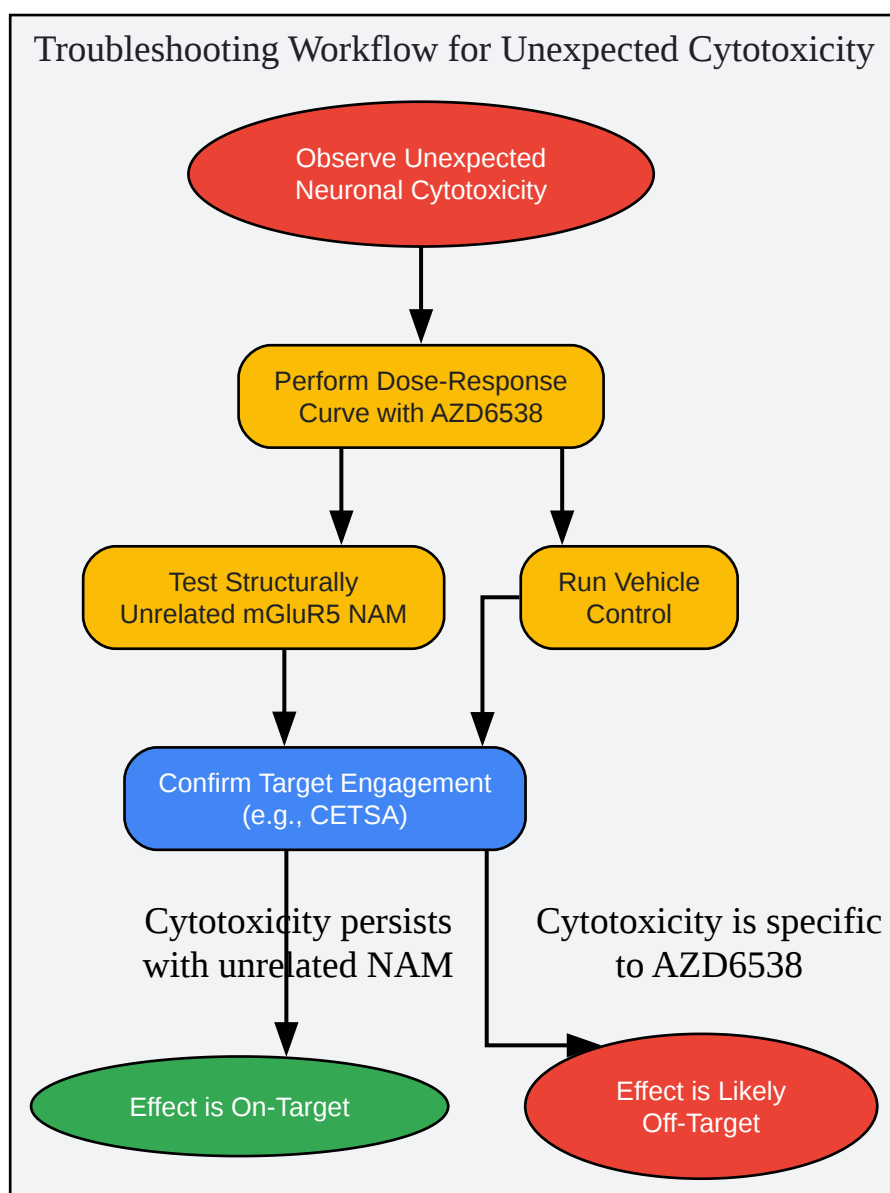 Troubleshooting Workflow for Unexpected Cytotoxicity
Observe Unexpected
Neuronal Cytotoxicity
Perform Dose-Response
Curve with AZD6538
Test Structurally
Unrelated mGluR5 NAM
Run Vehicle
Control
Confirm Target Engagement
(e.g., CETSA)
Cytotoxicity persists
with unrelated NAM
Cytotoxicity is specific
to AZD6538
Effect is On-Target
Effect is Likely
Off-Target